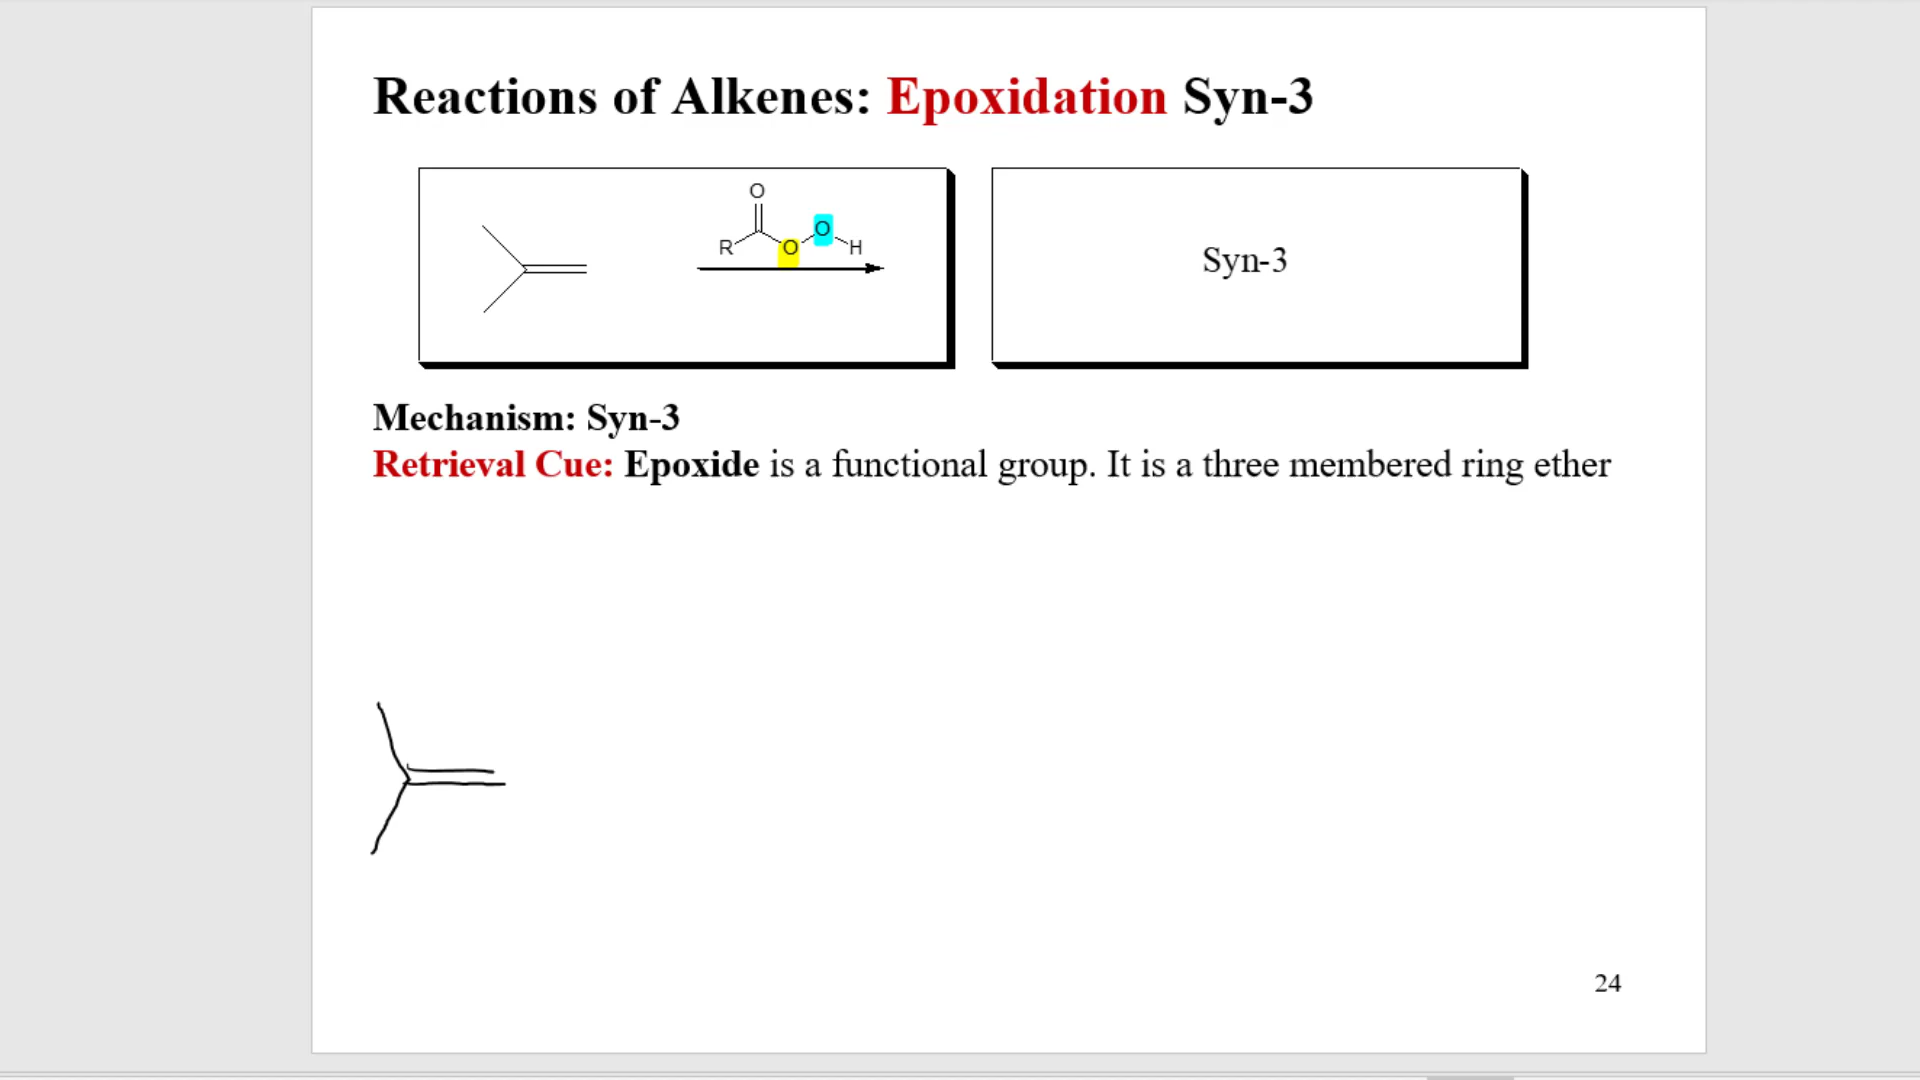 Reactions of Alkenes: Epoxidation Syn-3
O
R O O H
Syn-3
Mechanism: Syn-3
Retrieval Cue: Epoxide is a functional group. It is a three membered ring ether
24